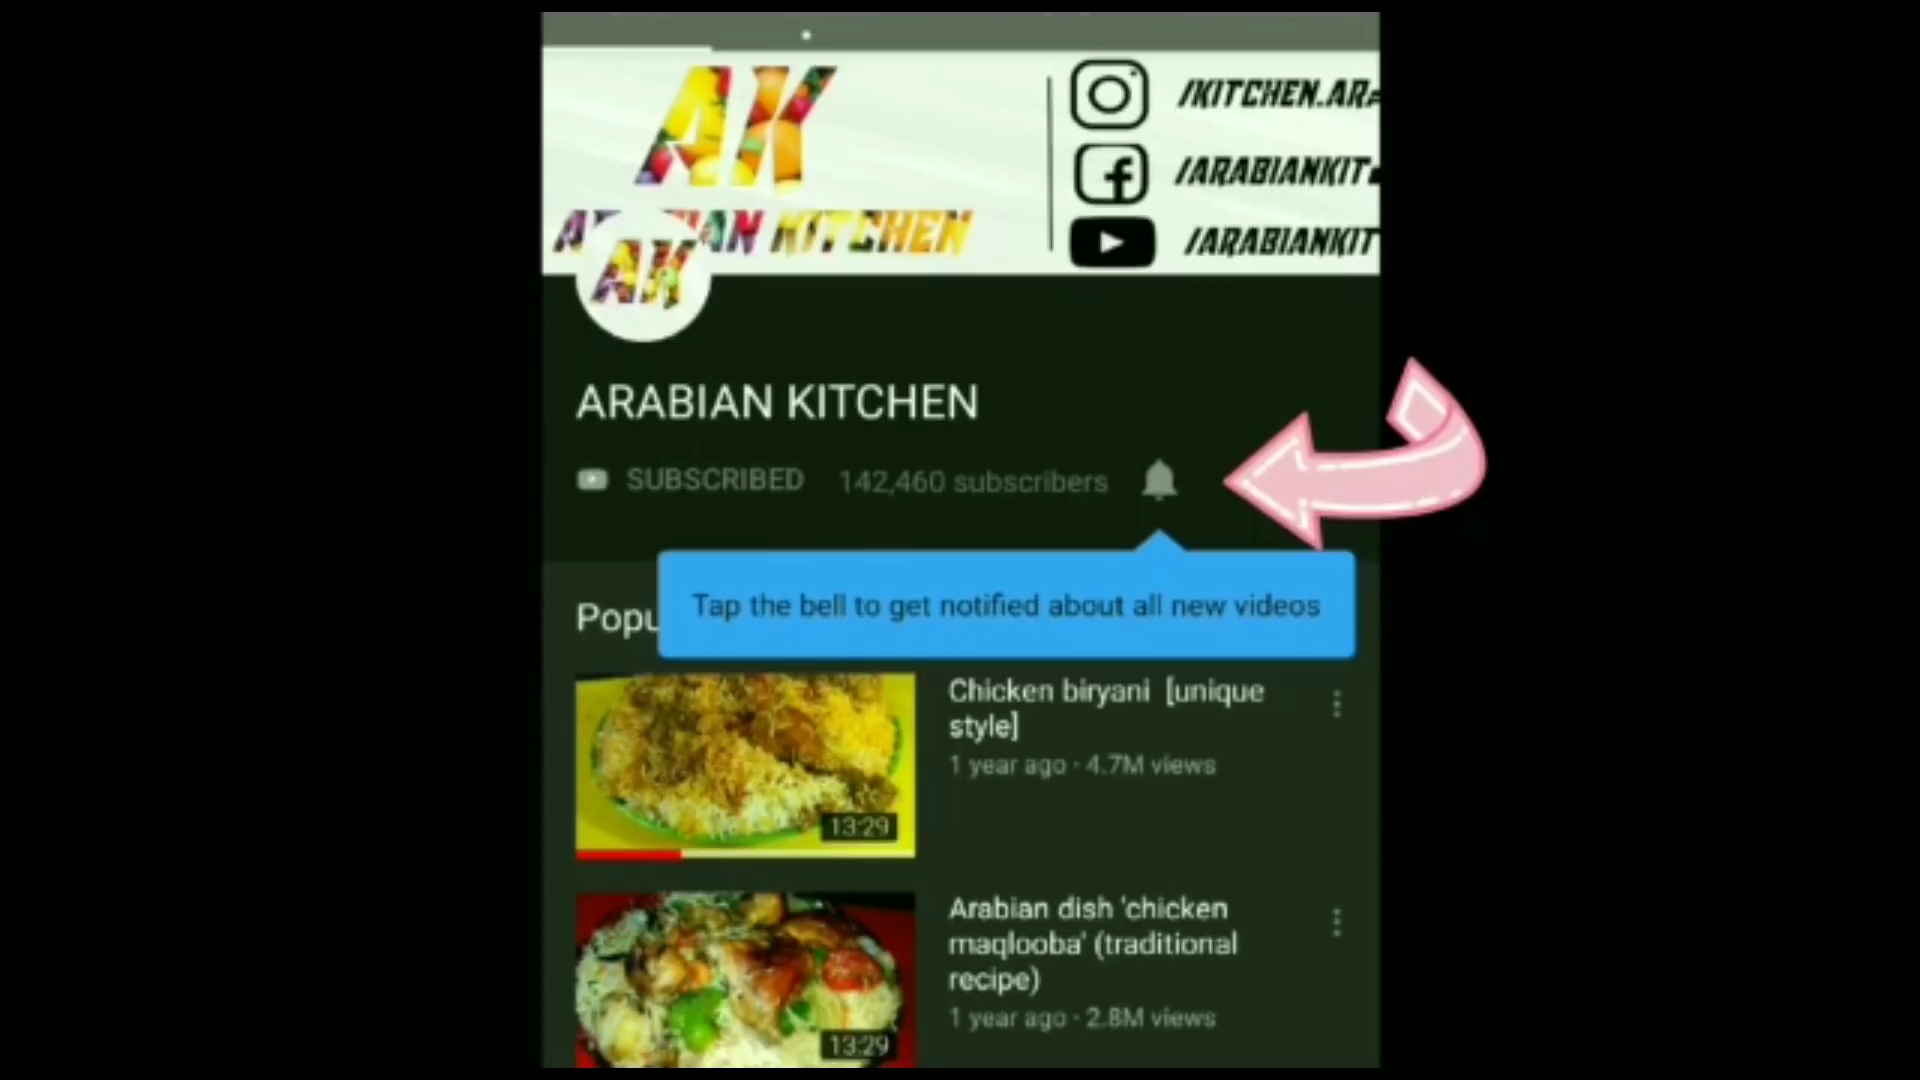 AK
/KITCHEN.AR
/ARABIANKIT
KITCHEN
/ARABIANKIT
AK
ARABIAN KITCHEN
SUBSCRIBED 142,460 subscribers
Tap the bell to get notified about all new videos
Popu
Chicken biryani [unique
style]
1 year ago · 4.7M views
13:29
Arabian dish 'chicken
maqlooba' (traditional
recipe)
1 year ago · 2.8M views
13:29